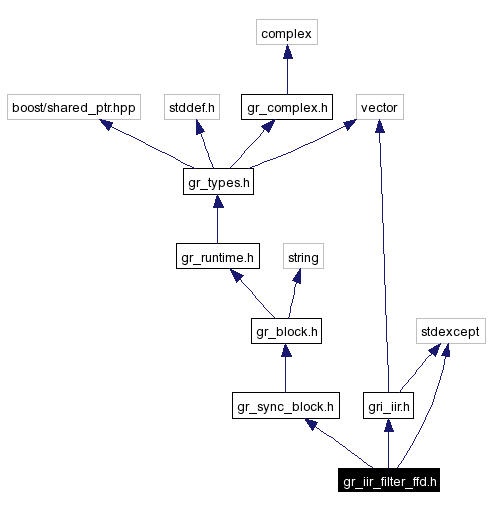 complex
boost/shared_ptr.hpp
stddef.h
gr_complex.h
vector
gr_types.h
gr_runtime.h
string
gr_block.h
stdexcept
gr_sync_block.h
gri_iir.h
gr_iir_filter_ffd.h